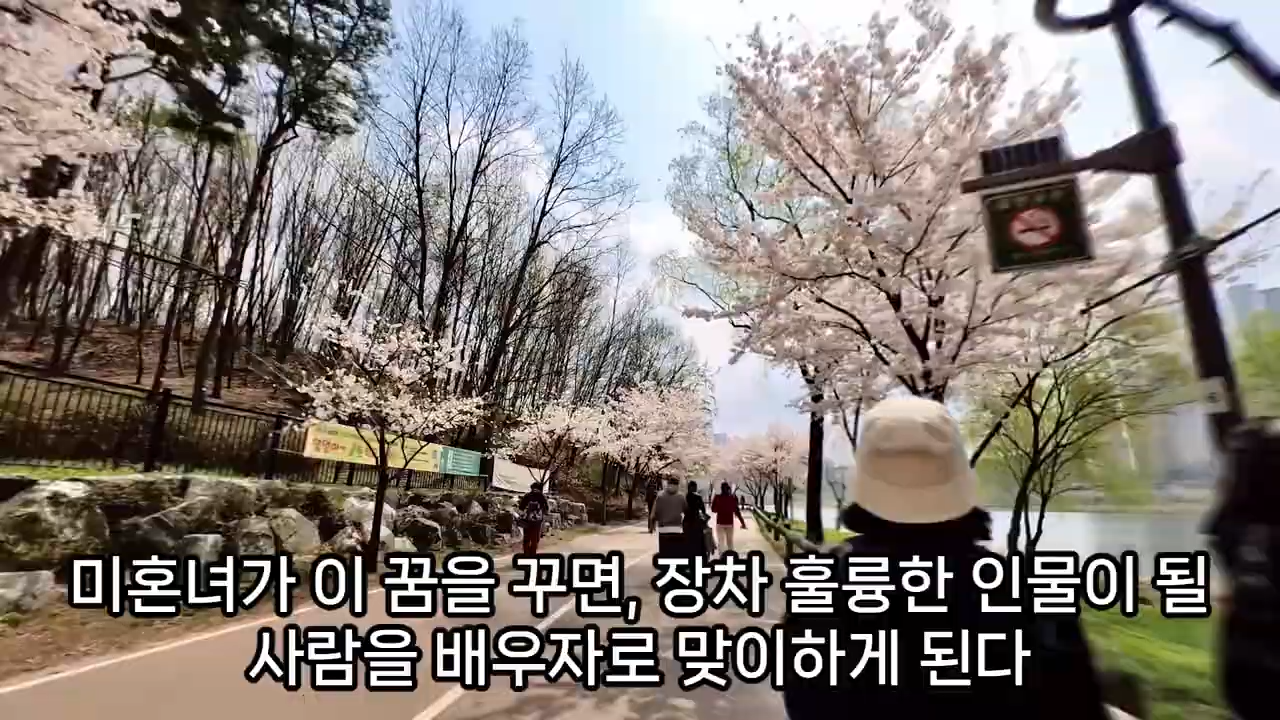 미혼녀가 이 꿈을 꾸면, 장차 훌륭한 인물이 될
사람을 배우자로 맞이하게 된다